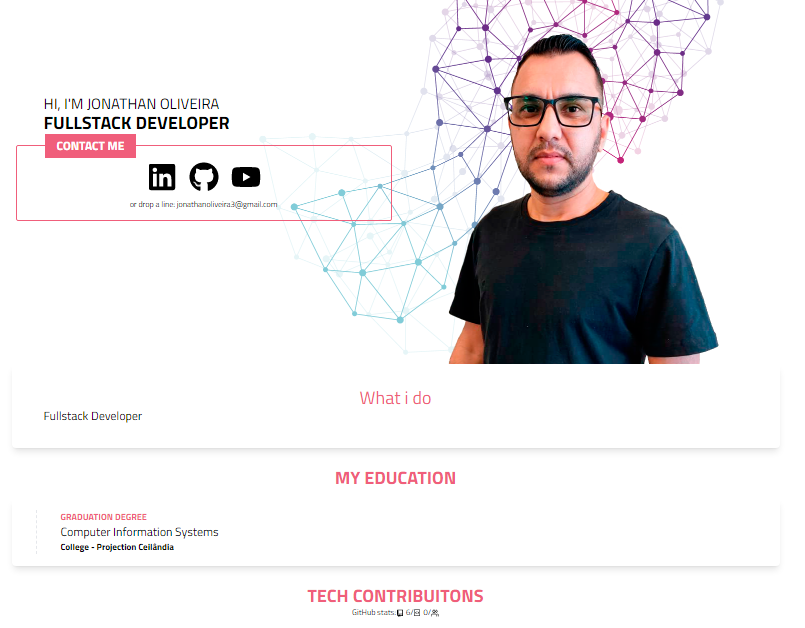 HI, I'M JONATHAN OLIVEIRA
FULLSTACK DEVELOPER
CONTACT ME
in
or drop a line: jonathanoliveira3@gmail.com
What i do
Fullstack Developer
MY EDUCATION
GRADUATION DEGREE
Computer Information Systems
College - Projection Ceilândia
TECH CONTRIBUITONS
GitHub stats: 6/ 0/